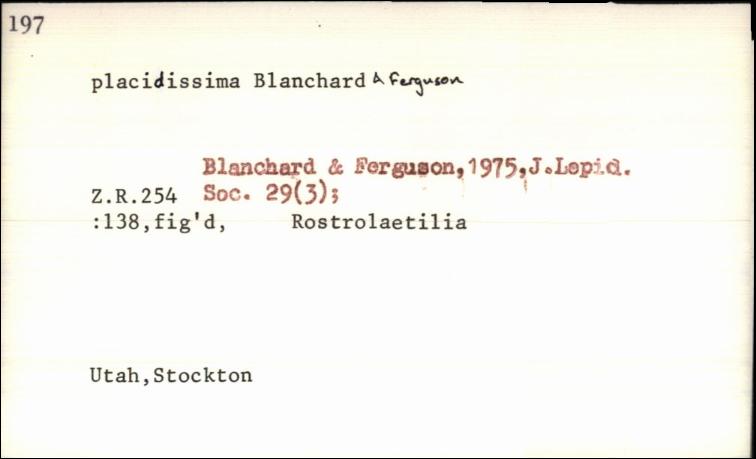 197
placidissima Blanchard & Ferguson
Blanchard & Ferguson,1975,J.Lepid.
Z.R.254 Soc. 29(3);
:138,fig'd, Rostrolaetilia
Utah,Stockton